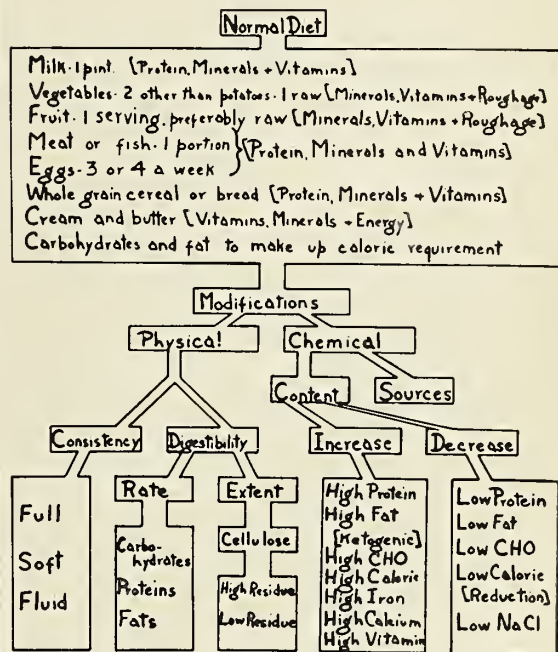 Normal Diet
Milk - 1 pint. [Protein, Minerals + Vitamins]
Vegetables - 2 other than potatoes - 1 raw [Minerals, Vitamins + Roughage]
Fruit - 1 serving, preferably raw [Minerals, Vitamins + Roughage]
Meat or fish - 1 portion
Eggs - 3 or 4 a week
} [Protein, Minerals and Vitamins]
Whole grain cereal or bread [Protein, Minerals + Vitamins]
Cream and butter [Vitamins, Minerals + Energy]
Carbohydrates and fat to make up caloric requirement
Modifications
Physical
Chemical
Content
Sources
Consistency
Digestibility
Increase
Decrease
Full
Soft
Fluid
Rate
Carbo-
hydrates
Proteins
Fats
Extent
Cellulose
High Residue
Low Residue
High Protein
High Fat
[Ketogenic]
High CHO
High Caloric
High Iron
High Calcium
High Vitamin
Low Protein
Low Fat
Low CHO
Low Calorie
[Reduction]
Low NaCl